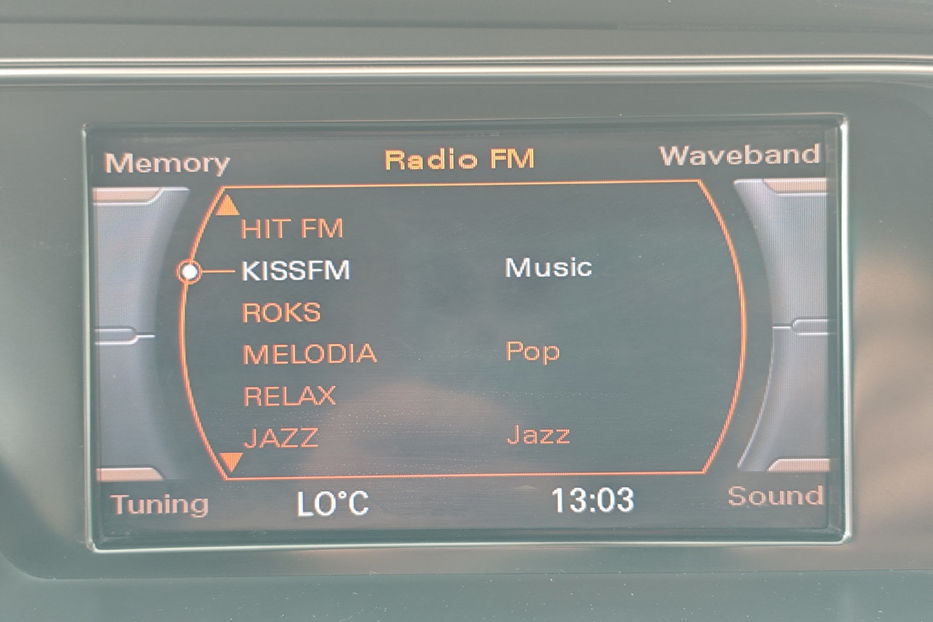 Memory Radio FM Waveband
HIT FM
KISSFM Music
ROKS
MELODIA Pop
RELAX
JAZZ Jazz
Tuning LO°C 13:03 Sound